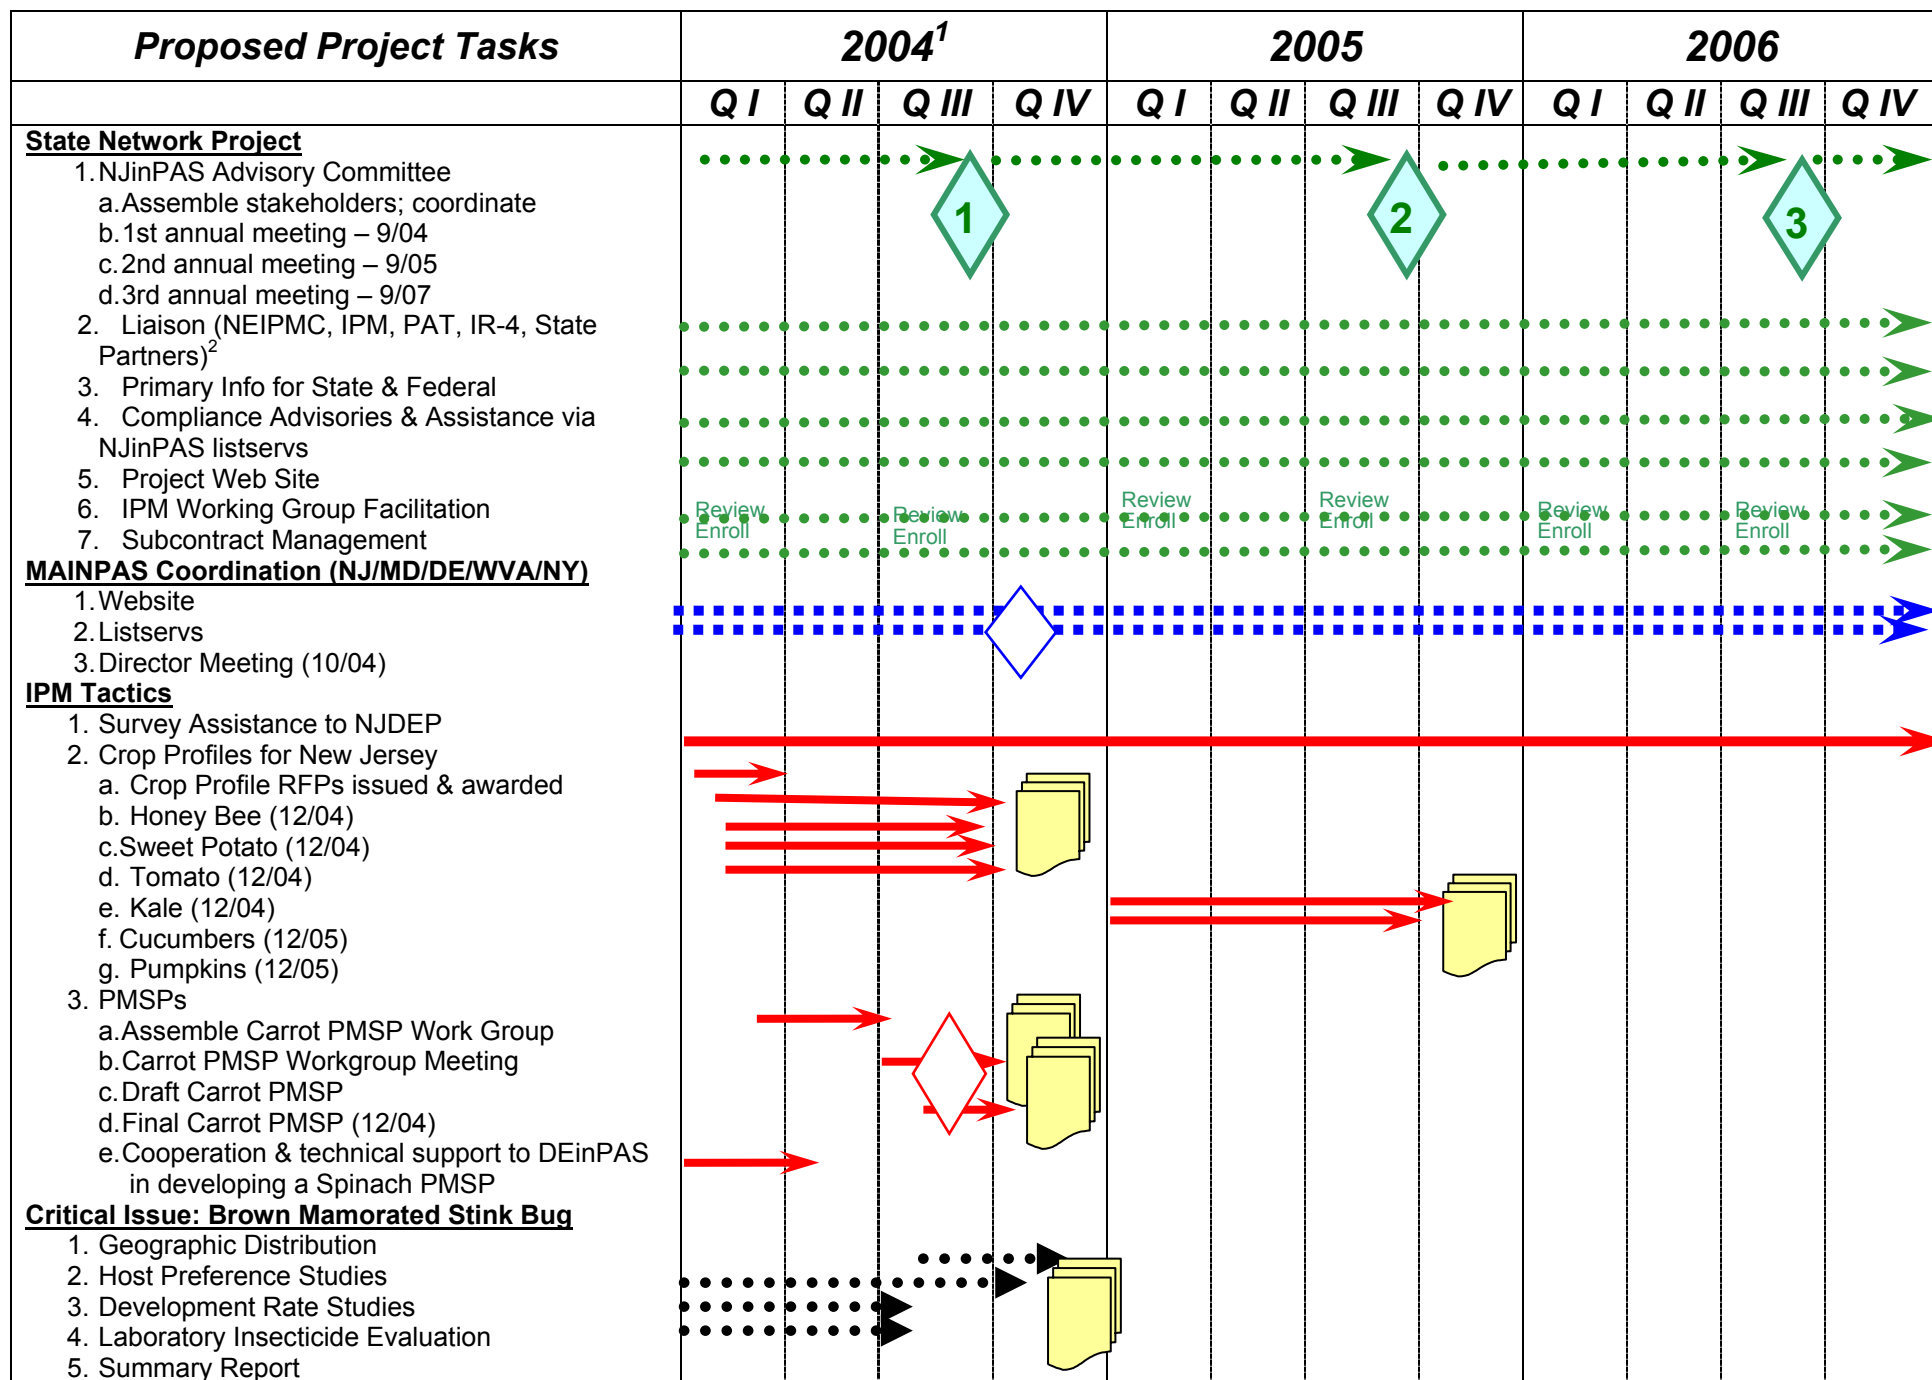 Proposed Project Tasks 2004¹ 2005 2006
Q I Q II Q III Q IV Q I Q II Q III Q IV Q I Q II Q III Q IV
State Network Project
1. NJinPAS Advisory Committee
a. Assemble stakeholders; coordinate
b. 1st annual meeting – 9/04
c. 2nd annual meeting – 9/05
d. 3rd annual meeting – 9/07
1 2 3
2. Liaison (NEIPMC, IPM, PAT, IR-4, State
Partners)²
3. Primary Info for State & Federal
4. Compliance Advisories & Assistance via
NJinPAS listservs
5. Project Web Site
6. IPM Working Group Facilitation
7. Subcontract Management
Review Review Review Review Review Review
Enroll Enroll Enroll Enroll Enroll Enroll
MAINPAS Coordination (NJ/MD/DE/WVA/NY)
1. Website
2. Listservs
3. Director Meeting (10/04)
IPM Tactics
1. Survey Assistance to NJDEP
2. Crop Profiles for New Jersey
a. Crop Profile RFPs issued & awarded
b. Honey Bee (12/04)
c. Sweet Potato (12/04)
d. Tomato (12/04)
e. Kale (12/04)
f. Cucumbers (12/05)
g. Pumpkins (12/05)
3. PMSPs
a. Assemble Carrot PMSP Work Group
b. Carrot PMSP Workgroup Meeting
c. Draft Carrot PMSP
d. Final Carrot PMSP (12/04)
e. Cooperation & technical support to DEinPAS
in developing a Spinach PMSP
Critical Issue: Brown Mamorated Stink Bug
1. Geographic Distribution
2. Host Preference Studies
3. Development Rate Studies
4. Laboratory Insecticide Evaluation
5. Summary Report